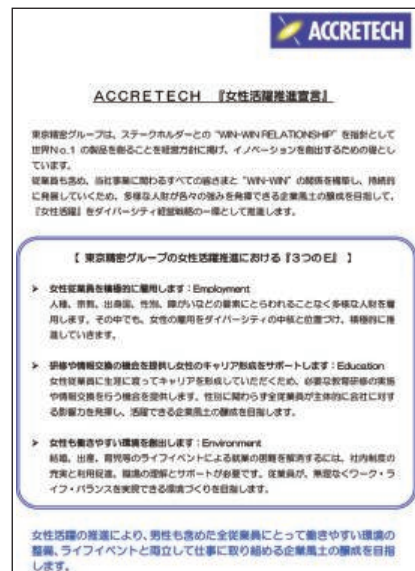 ACCRETECH
ACCRETECH 『女性活躍推進宣言』
東京精密グループは、ステークホルダーとの "WIN-WIN RELATIONSHIP" を指針として
世界No.1 の製品を創ることを経営方針に掲げ、イノベーションを創出するための礎とし
ています。
従業員も含め、当社事業に関わるすべての皆さまと "WIN-WIN" の関係を構築し、持続的
に発展していくため、多様な人財が各々の強みを発揮できる企業風土の醸成を目指して、
『女性活躍』をダイバーシティ経営戦略の一環として推進します。
【 東京精密グループの女性活躍推進における『3つのE』 】
➤ 女性従業員を積極的に雇用します：Employment
人種、宗教、出身国、性別、障がいなどの要素にとらわれることなく多様な人財を雇
用します。その中でも、女性の雇用をダイバーシティの中核と位置づけ、積極的に推
進していきます。
➤ 研修や情報交換の機会を提供し女性のキャリア形成をサポートします：Education
女性従業員に生涯に渡ってキャリアを形成していただくため、必要な教育研修の実施
や情報交換を行う機会を提供します。性別に関わらず全従業員が主体的に会社に対す
る影響力を発揮し、活躍できる企業風土の醸成を目指します。
➤ 女性も働きやすい環境を創出します：Environment
結婚、出産、育児等のライフイベントによる就業の困難を解消するには、社内制度の
充実と利用促進、職場の理解とサポートが必要です。従業員が、無理なくワーク・ラ
イフ・バランスを実現できる環境づくりを目指します。
女性活躍の推進により、男性も含めた全従業員にとって働きやすい環境の
整備、ライフイベントと両立して仕事に取り組める企業風土の醸成を目指
します。